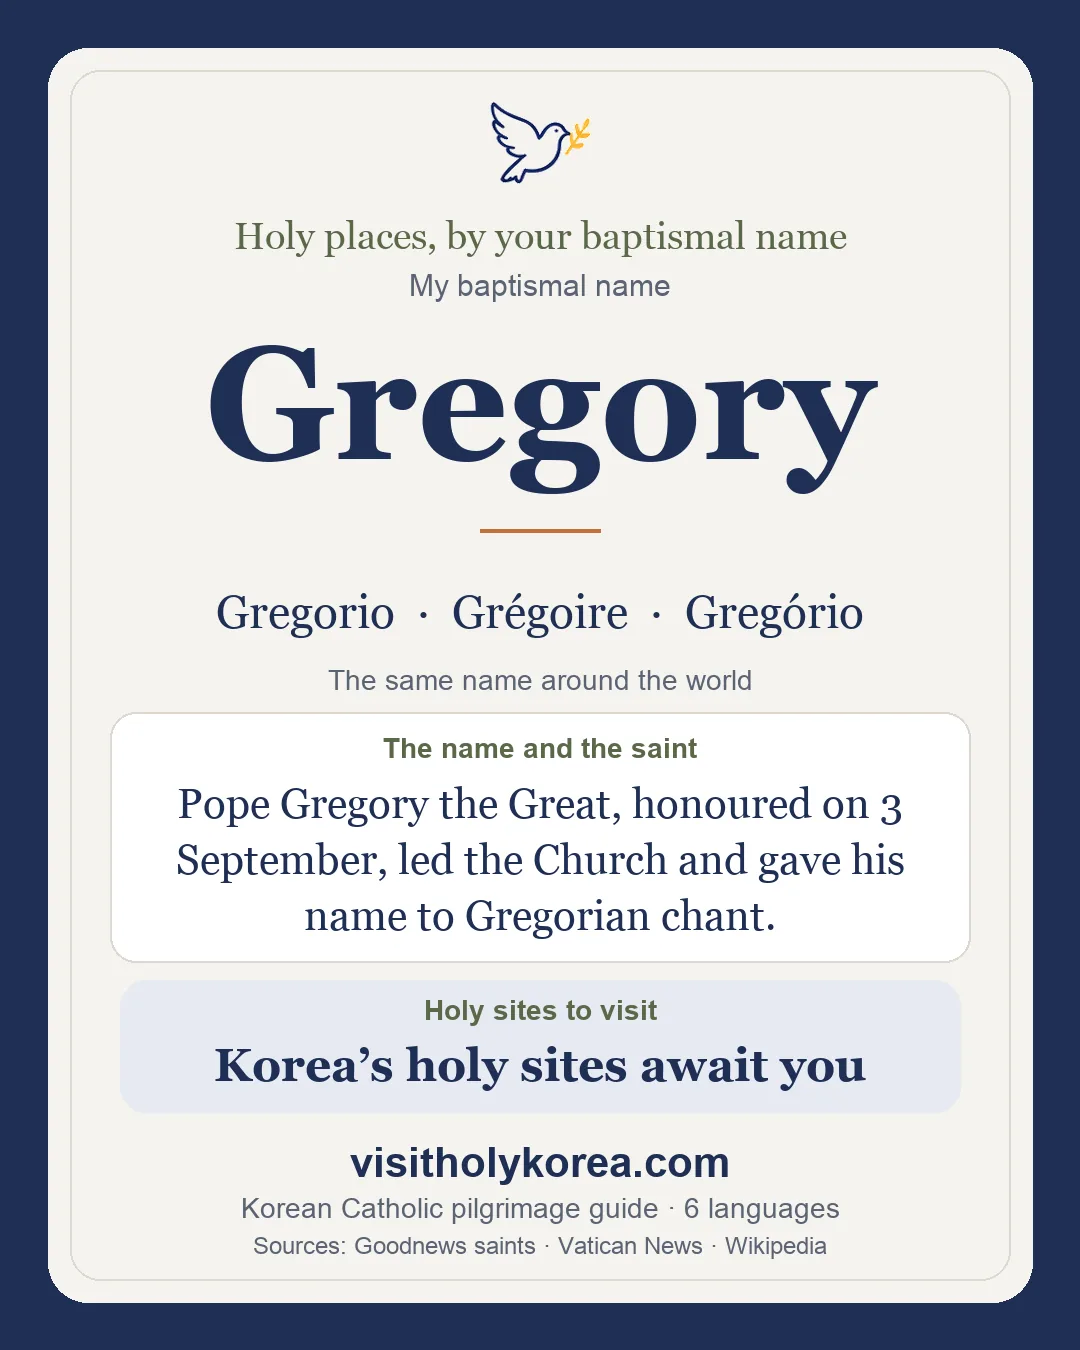 Holy places, by your baptismal name
My baptismal name
Gregory
Gregorio · Grégoire · Gregório
The same name around the world
The name and the saint
Pope Gregory the Great, honoured on 3
September, led the Church and gave his
name to Gregorian chant.
Holy sites to visit
Korea’s holy sites await you
visitholykorea.com
Korean Catholic pilgrimage guide · 6 languages
Sources: Goodnews saints · Vatican News · Wikipedia